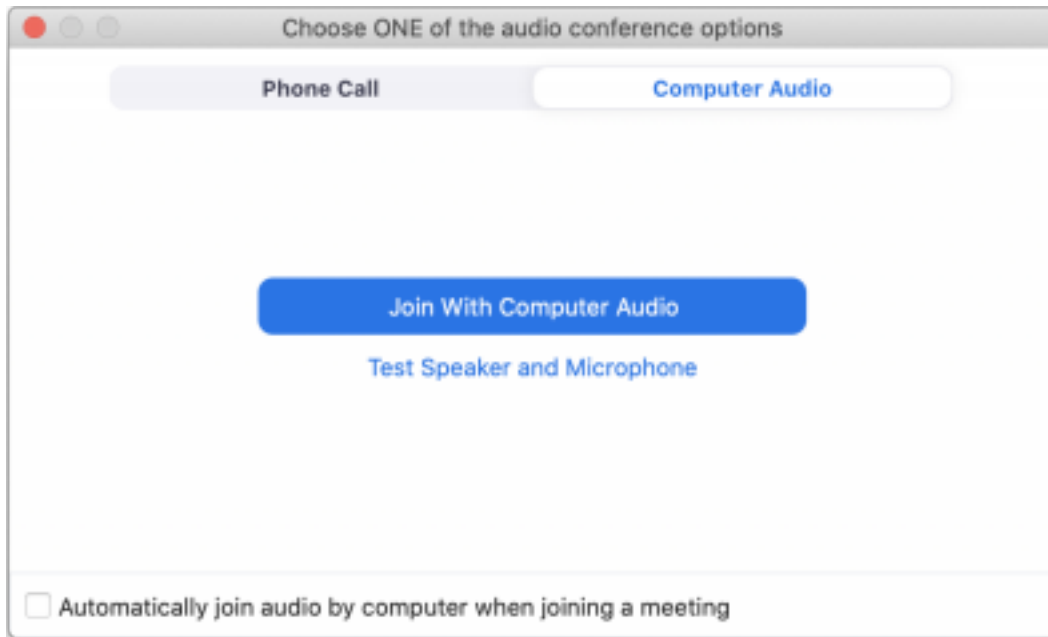 Choose ONE of the audio conference options
Phone Call Computer Audio
Join With Computer Audio
Test Speaker and Microphone
Automatically join audio by computer when joining a meeting